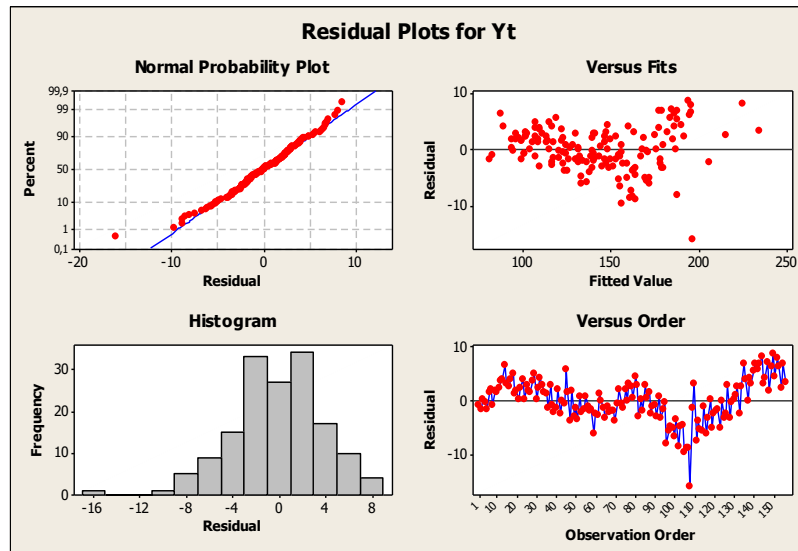 Residual Plots for Yt
Normal Probability Plot
99,9
99
90
50
10
1
0,1
Percent
-20 -10 0 10
Residual
Versus Fits
10
0
-10
Residual
100 150 200 250
Fitted Value
Histogram
30
20
10
0
Frequency
-16 -12 -8 -4 0 4 8
Residual
Versus Order
10
0
-10
Residual
1 10 20 30 40 50 60 70 80 90 100 110 120 130 140 150
Observation Order